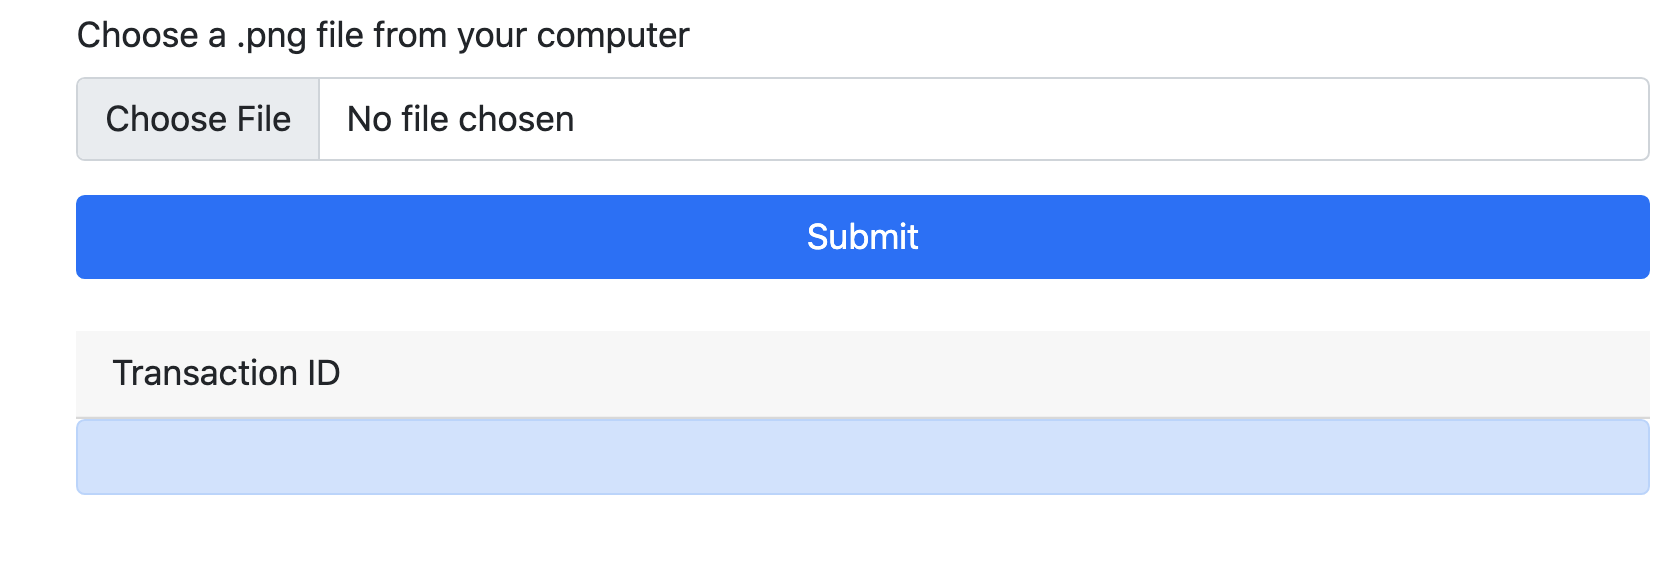 Choose a .png file from your computer
Choose File No file chosen
Submit
Transaction ID